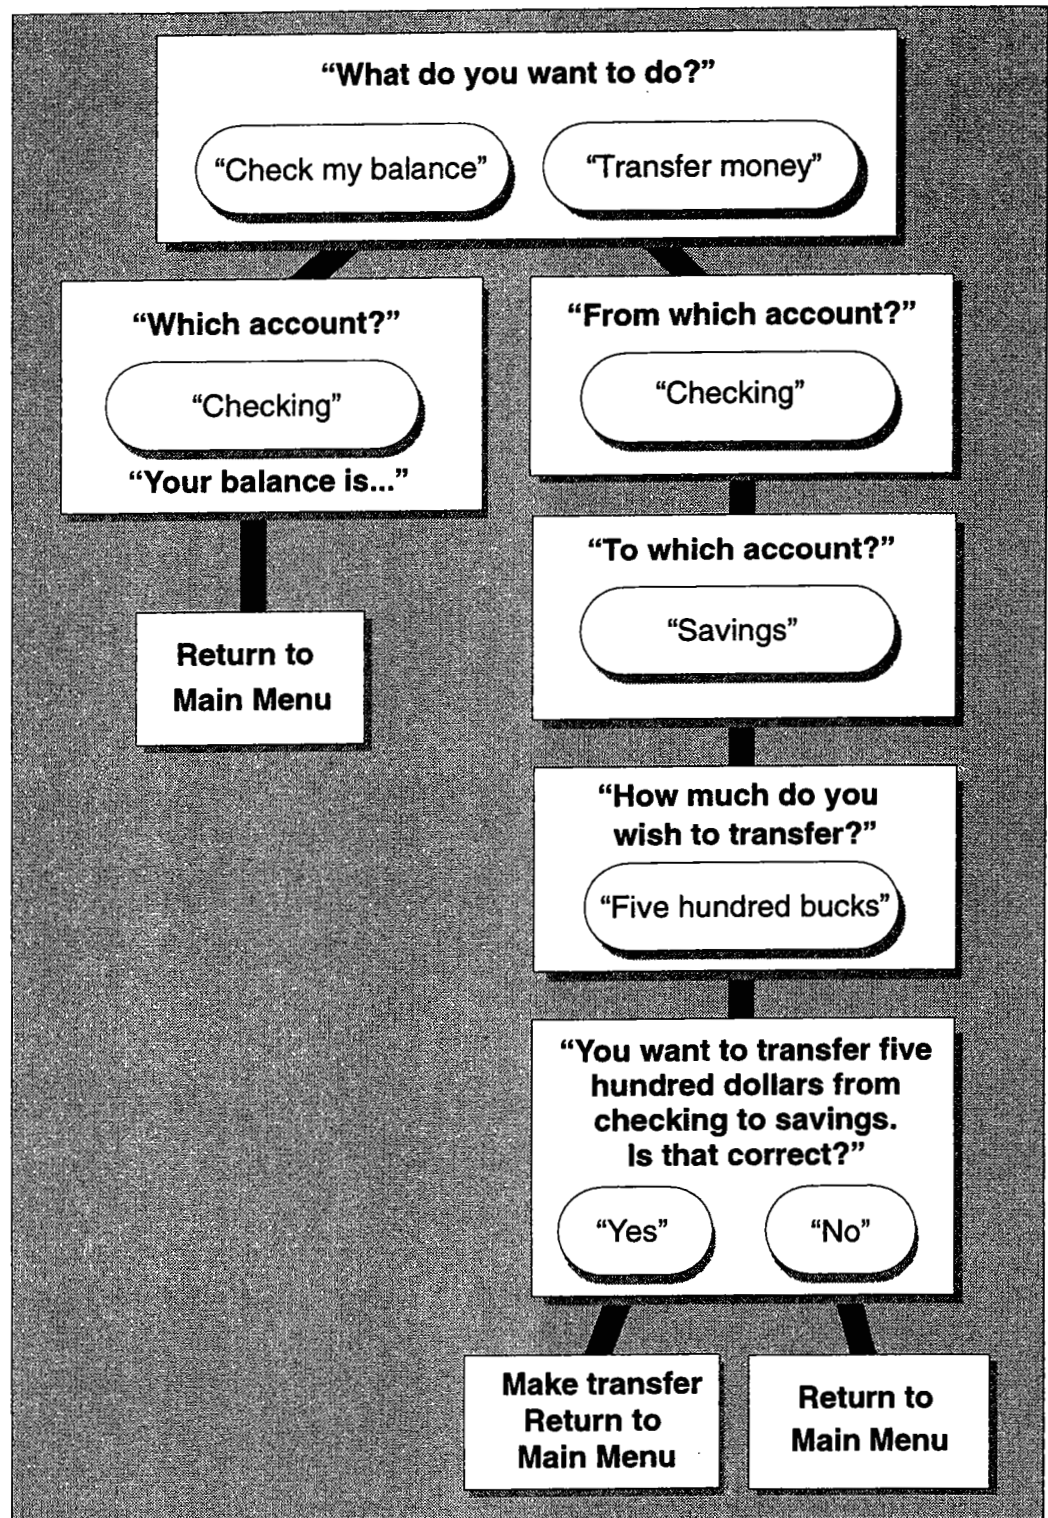 “What do you want to do?”
“Check my balance”
“Transfer money”
“Which account?”
“Checking”
“Your balance is...”
Return to
Main Menu
“From which account?”
“Checking”
“To which account?”
“Savings”
“How much do you
wish to transfer?”
“Five hundred bucks”
“You want to transfer five
hundred dollars from
checking to savings.
Is that correct?”
“Yes”
“No”
Make transfer
Return to
Main Menu
Return to
Main Menu